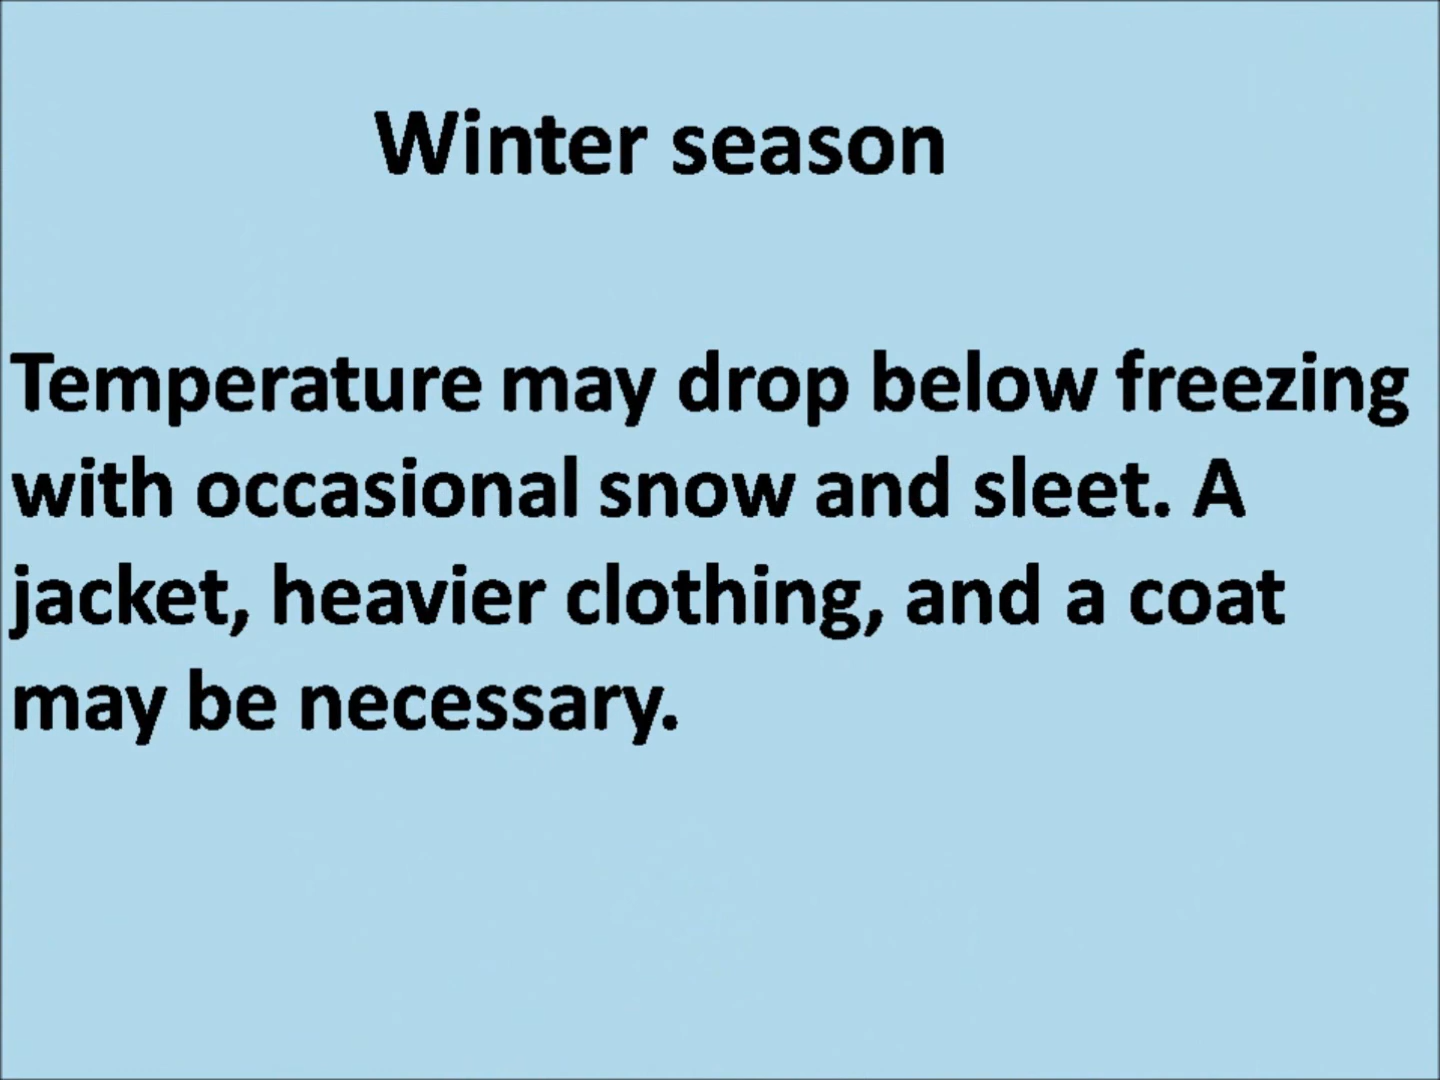 Winter season
Temperature may drop below freezing
with occasional snow and sleet. A
jacket, heavier clothing, and a coat
may be necessary.